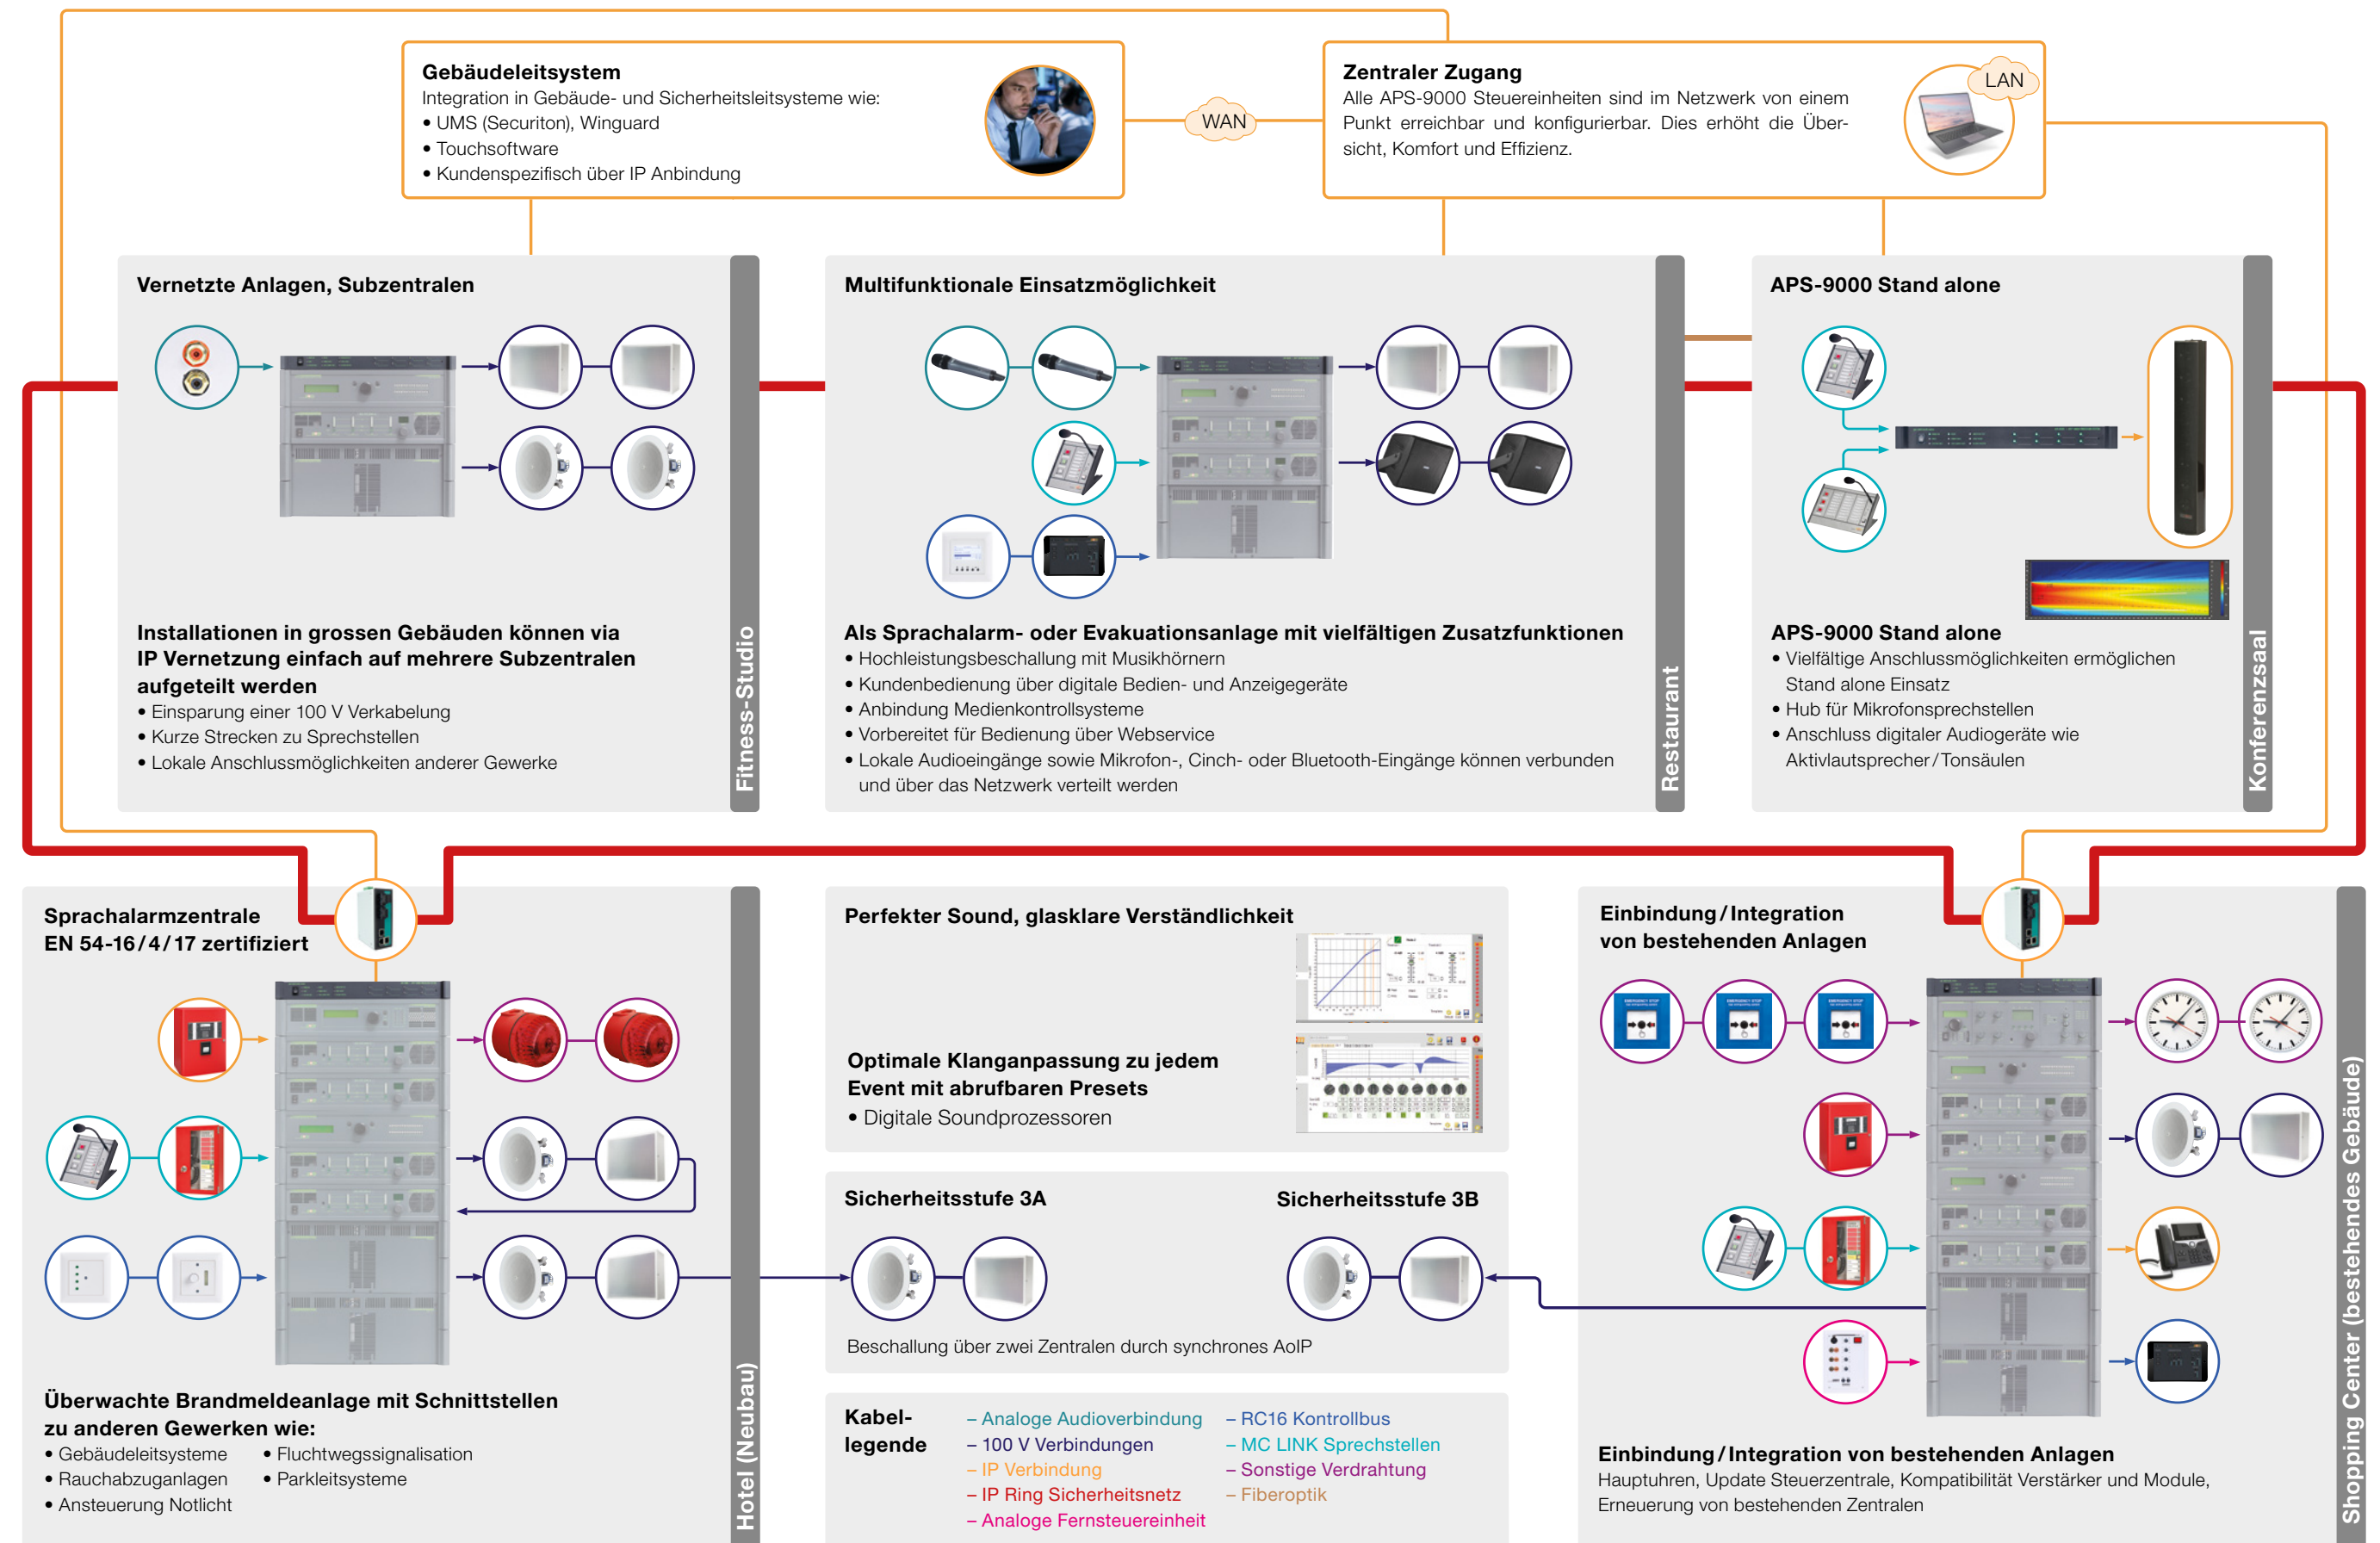 Gebäudeleitsystem
Integration in Gebäude- und Sicherheitsleitsysteme wie:
• UMS (Securiton), Winguard
• Touchsoftware
• Kundenspezifisch über IP Anbindung
WAN
Zentraler Zugang
Alle APS-9000 Steuereinheiten sind im Netzwerk von einem
Punkt erreichbar und konfigurierbar. Dies erhöht die Über-
sicht, Komfort und Effizienz.
LAN
Vernetzte Anlagen, Subzentralen
Installationen in grossen Gebäuden können via
IP Vernetzung einfach auf mehrere Subzentralen
aufgeteilt werden
• Einsparung einer 100 V Verkabelung
• Kurze Strecken zu Sprechstellen
• Lokale Anschlussmöglichkeiten anderer Gewerke
Fitness-Studio
Multifunktionale Einsatzmöglichkeit
Als Sprachalarm- oder Evakuationsanlage mit vielfältigen Zusatzfunktionen
• Hochleistungsbeschallung mit Musikhörnern
• Kundenbedienung über digitale Bedien- und Anzeigegeräte
• Anbindung Medienkontrollsysteme
• Vorbereitet für Bedienung über Webservice
• Lokale Audioeingänge sowie Mikrofon-, Cinch- oder Bluetooth-Eingänge können verbunden
und über das Netzwerk verteilt werden
Restaurant
APS-9000 Stand alone
APS-9000 Stand alone
• Vielfältige Anschlussmöglichkeiten ermöglichen
Stand alone Einsatz
• Hub für Mikrofonsprechstellen
• Anschluss digitaler Audiogeräte wie
Aktivlautsprecher/Tonsäulen
Konferenzsaal
Sprachalarmzentrale
EN 54-16/4/17 zertifiziert
Überwachte Brandmeldeanlage mit Schnittstellen
zu anderen Gewerken wie:
• Gebäudeleitsysteme
• Rauchabzuganlagen
• Ansteuerung Notlicht
• Fluchtwegssignalisation
• Parkleitsysteme
Hotel (Neubau)
Perfekter Sound, glasklare Verständlichkeit
Optimale Klanganpassung zu jedem
Event mit abrufbaren Presets
• Digitale Soundprozessoren
Sicherheitsstufe 3A
Sicherheitsstufe 3B
Beschallung über zwei Zentralen durch synchrones AoIP
Kabel-
legende
– Analoge Audioverbindung
– 100 V Verbindungen
– IP Verbindung
– IP Ring Sicherheitsnetz
– Analoge Fernsteuereinheit
– RC16 Kontrollbus
– MC LINK Sprechstellen
– Sonstige Verdrahtung
– Fiberoptik
Einbindung/Integration
von bestehenden Anlagen
EMERGENCY STOP
EMERGENCY STOP
EMERGENCY STOP
Einbindung/Integration von bestehenden Anlagen
Hauptuhren, Update Steuerzentrale, Kompatibilität Verstärker und Module,
Erneuerung von bestehenden Zentralen
Shopping Center (bestehendes Gebäude)